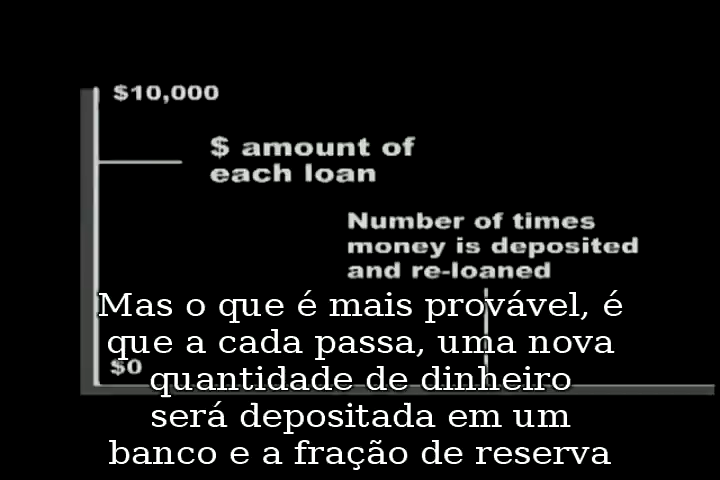 $10,000
$ amount of
each loan
Number of times
money is deposited
and re-loaned
Mas o que é mais provável, é
que a cada passa, uma nova
$0
quantidade de dinheiro
será depositada em um
banco e a fração de reserva